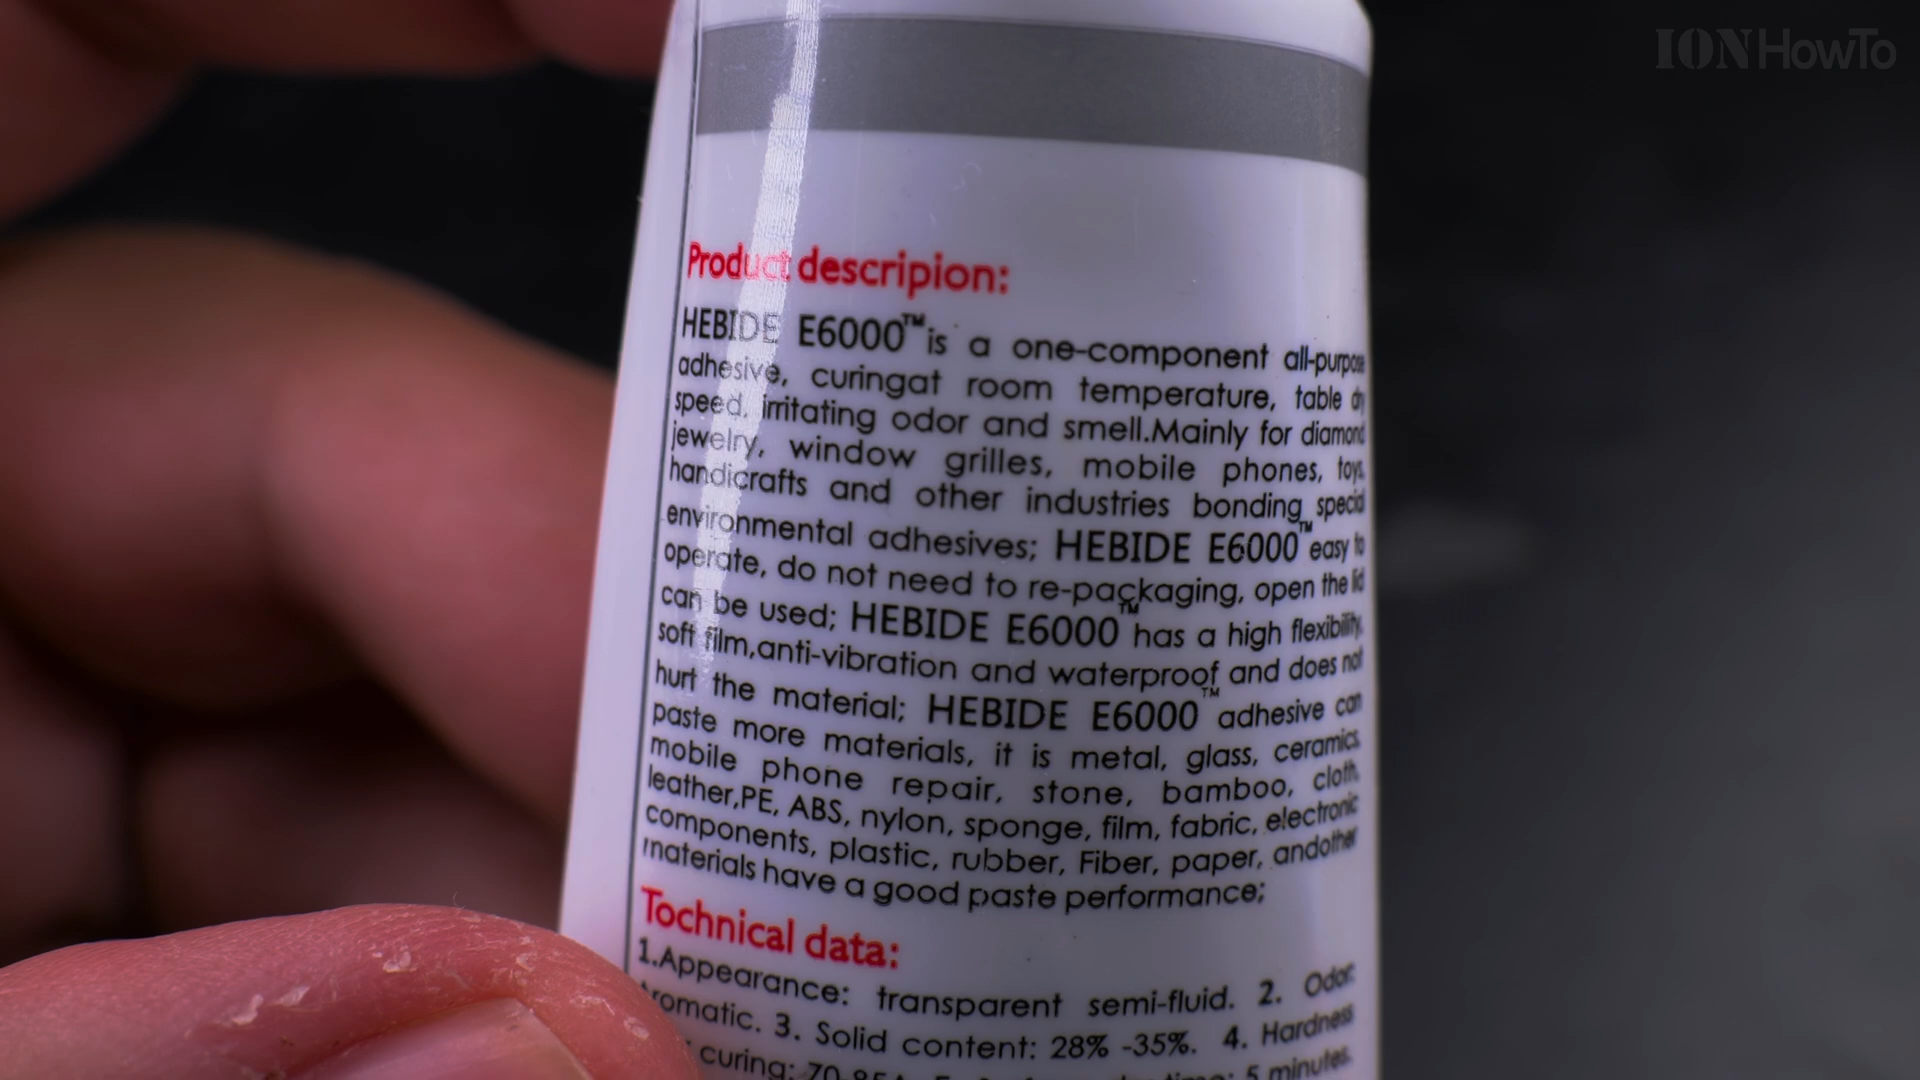 ION HowTo
Product descripion:
HEBIDE E6000™ is a one-component all-purpose
adhesive, curingat room temperature, table dry
speed, irritating odor and smell.Mainly for diamond
jewelry, window grilles, mobile phones, toys,
handicrafts and other industries bonding special
environmental adhesives; HEBIDE E6000™ easy to
operate, do not need to re-packaging, open the lid
can be used; HEBIDE E6000™ has a high flexibility,
soft film,anti-vibration and waterproof and does not
hurt the material; HEBIDE E6000™ adhesive can
paste more materials, it is metal, glass, ceramics,
mobile phone repair, stone, bamboo, cloth,
leather,PE, ABS, nylon, sponge, film, fabric, electronic
components, plastic, rubber, Fiber, paper, andother
materials have a good paste performance;
Tochnical data:
1.Appearance: transparent semi-fluid. 2. Odor:
romatic. 3. Solid content: 28% -35%. 4. Hardness
curing: 70-85A 5 minutes.